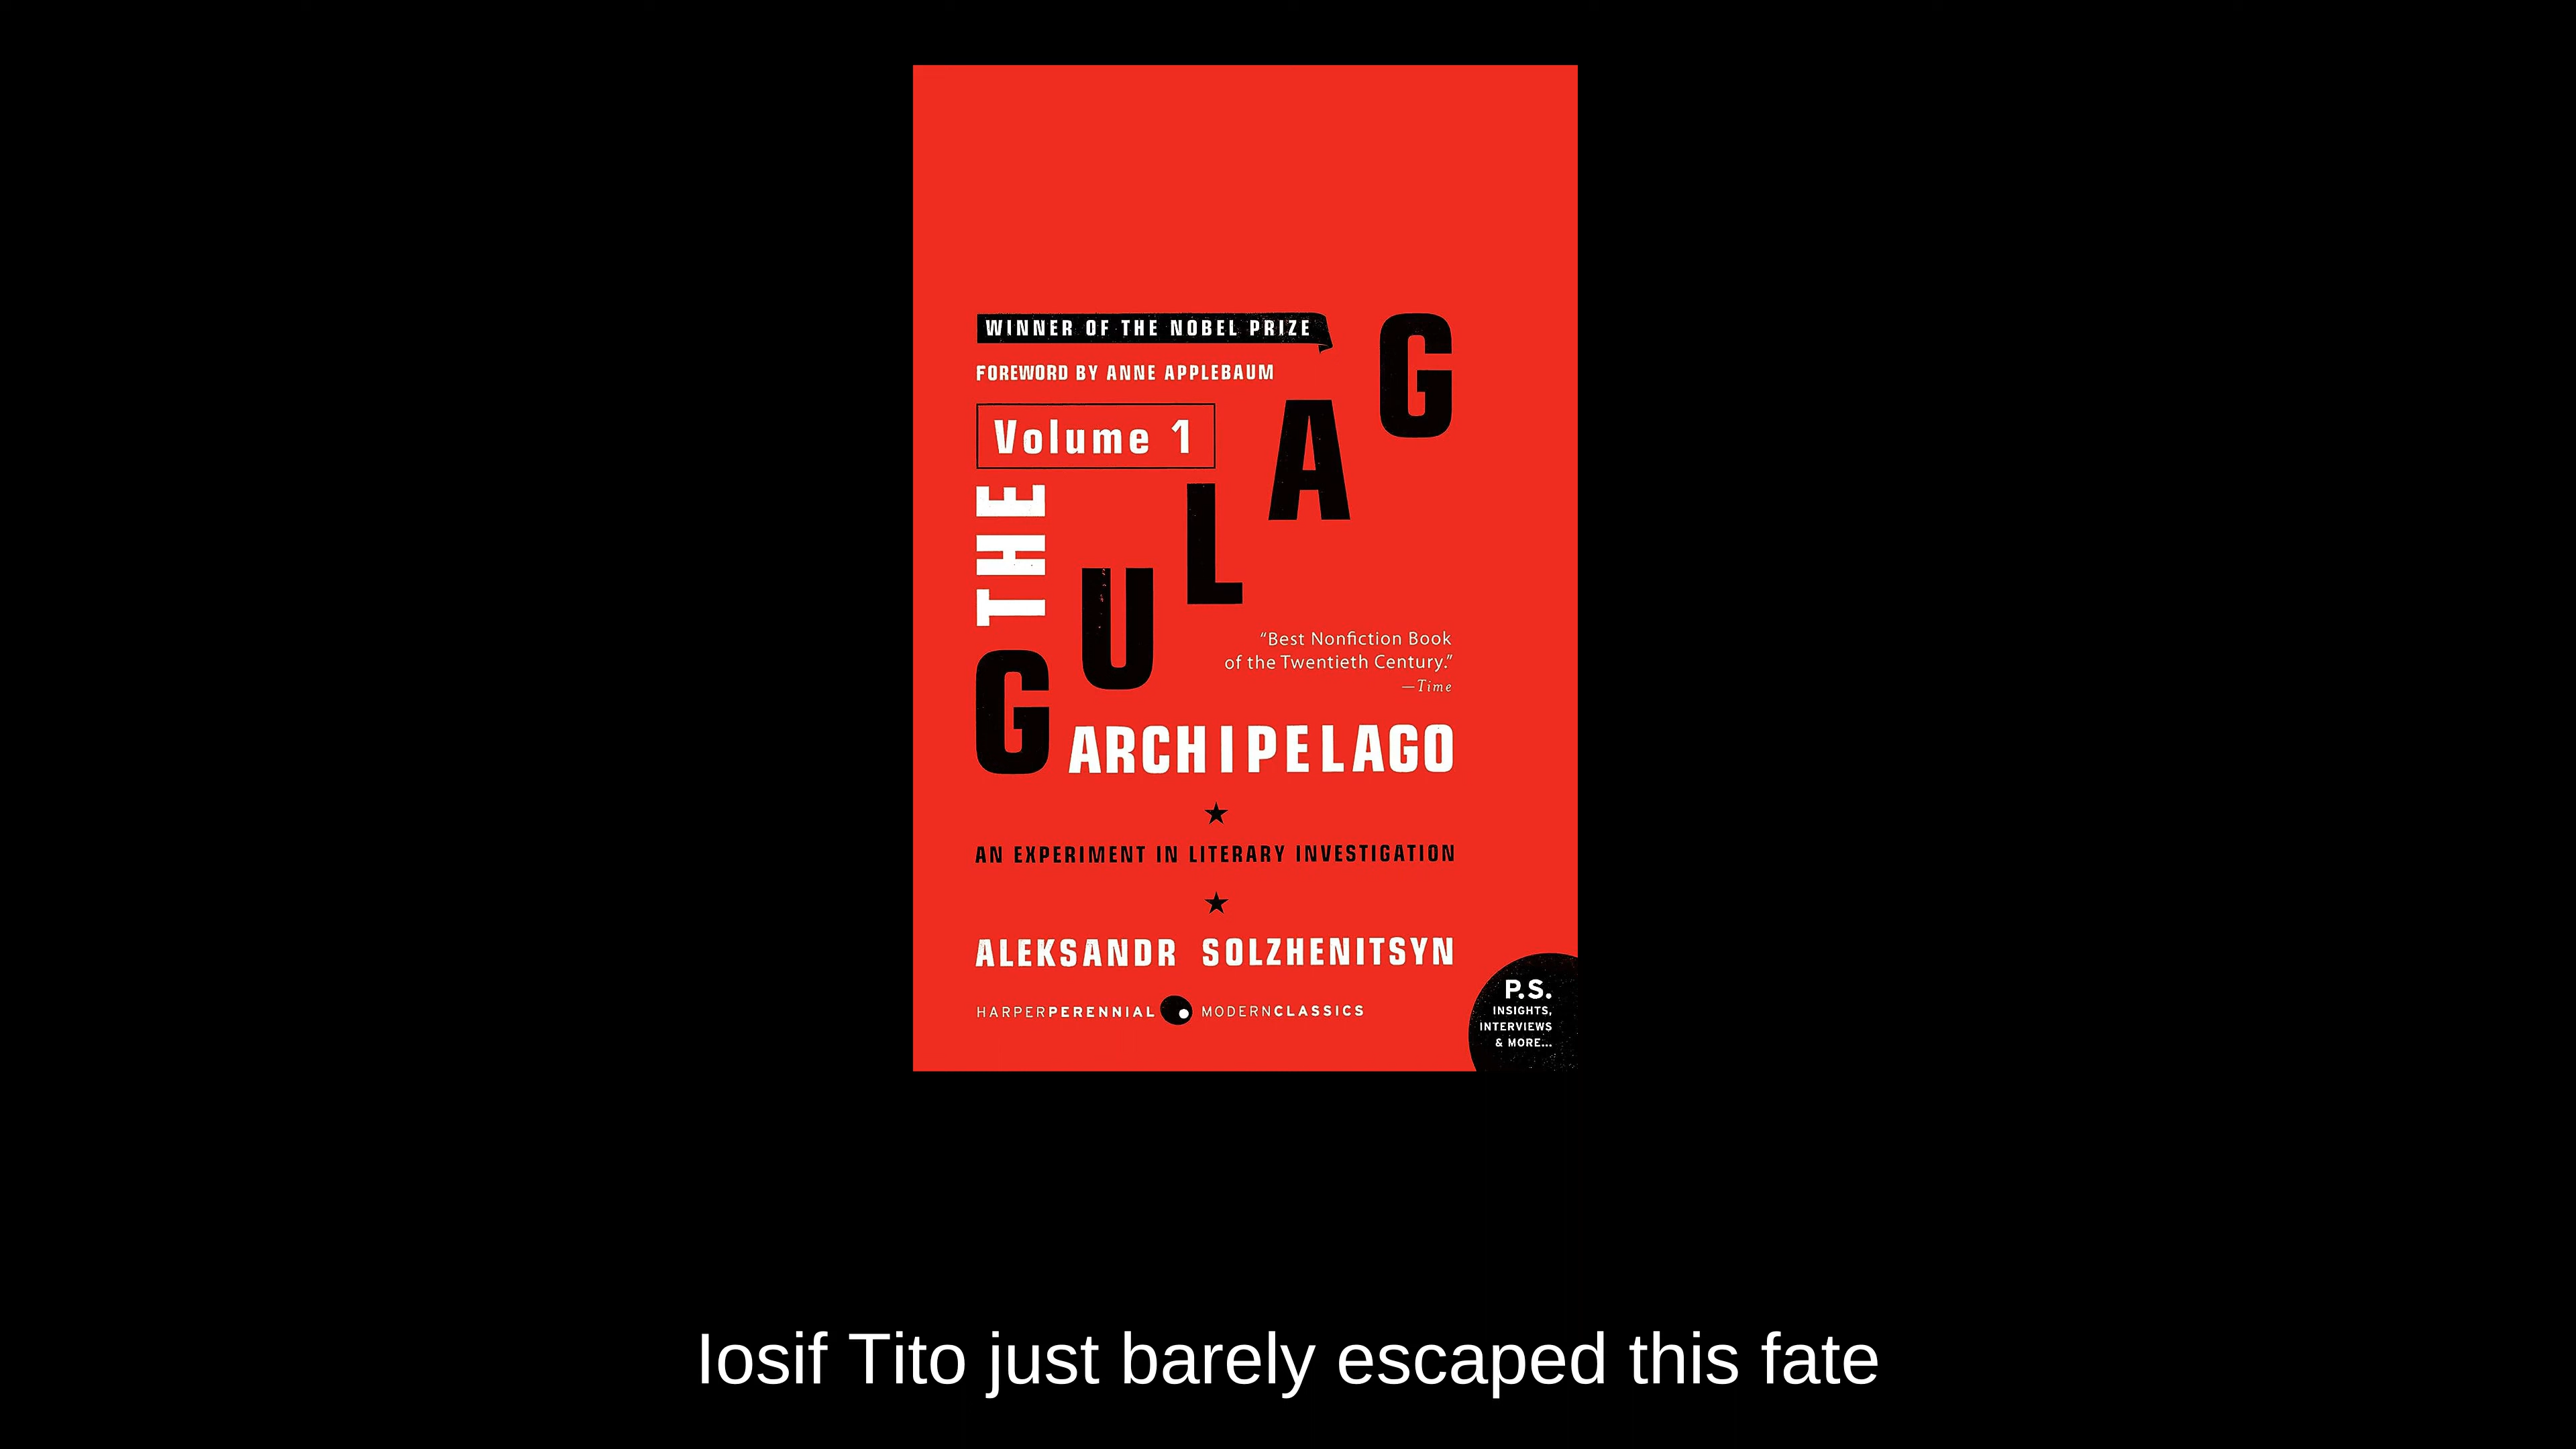 WINNER OF THE NOBEL PRIZE
FOREWORD BY ANNE APPLEBAUM
Volume 1
THE
GULAG
ARCHIPELAGO
“Best Nonfiction Book
of the Twentieth Century.”
—Time
AN EXPERIMENT IN LITERARY INVESTIGATION
ALEKSANDR SOLZHENITSYN
HARPERPERENNIAL MODERNCLASSICS
P.S.
INSIGHTS,
INTERVIEWS
& MORE...
Iosif Tito just barely escaped this fate